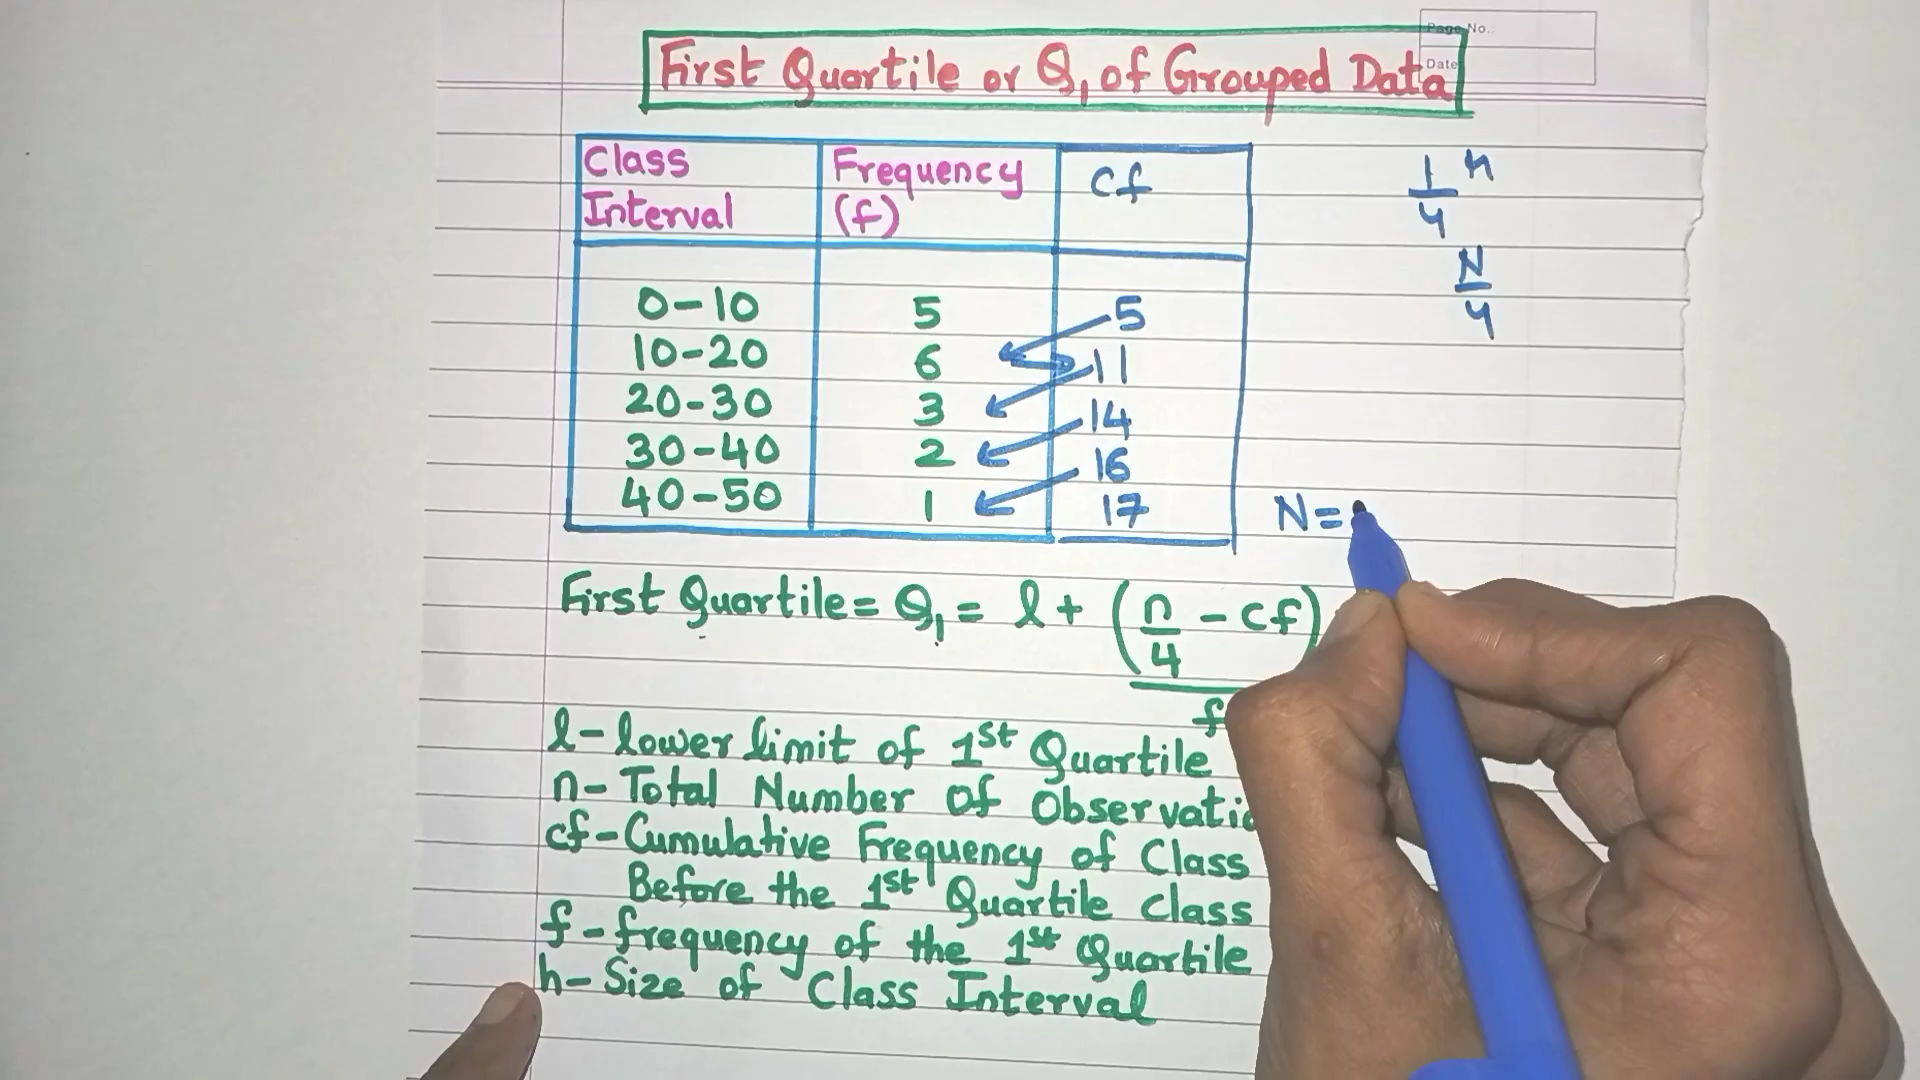 Page No.:
Date
First Quartile or Q₁ of Grouped Data
Class Interval Frequency (f) cf
0-10 5 5
10-20 6 11
20-30 3 14
30-40 2 16
40-50 1 17
1/4 n
N/4
N=
First Quartile = Q₁ = l + (n/4 - cf)
f
l - lower limit of 1st Quartile
n - Total Number of Observati
cf - Cumulative Frequency of Class
Before the 1st Quartile class
f - frequency of the 1st Quartile
h - Size of Class Interval